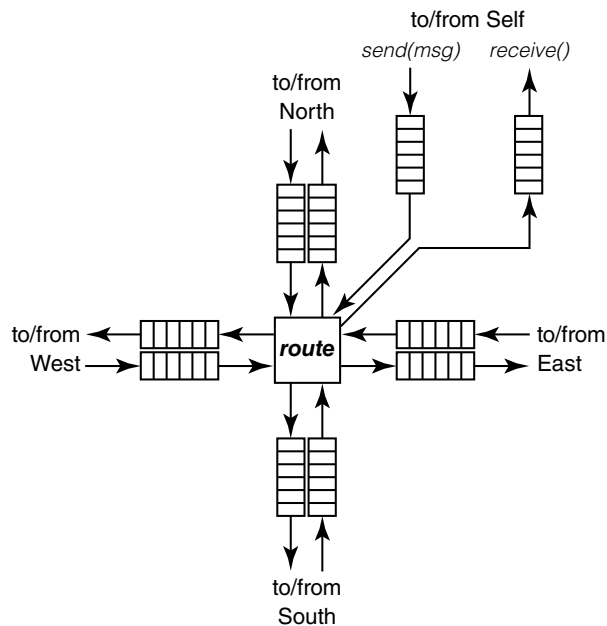 to/from Self
send(msg) receive()
to/from
North
to/from
West
route
to/from
East
to/from
South